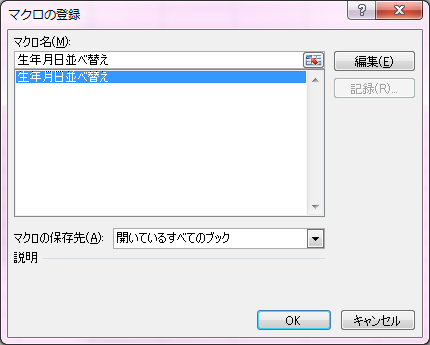 マクロの登録
マクロ名(M):
生年月日並べ替え
編集(E)
生年月日並べ替え
記録(R)...
マクロの保存先(A):
開いているすべてのブック
説明
OK
キャンセル